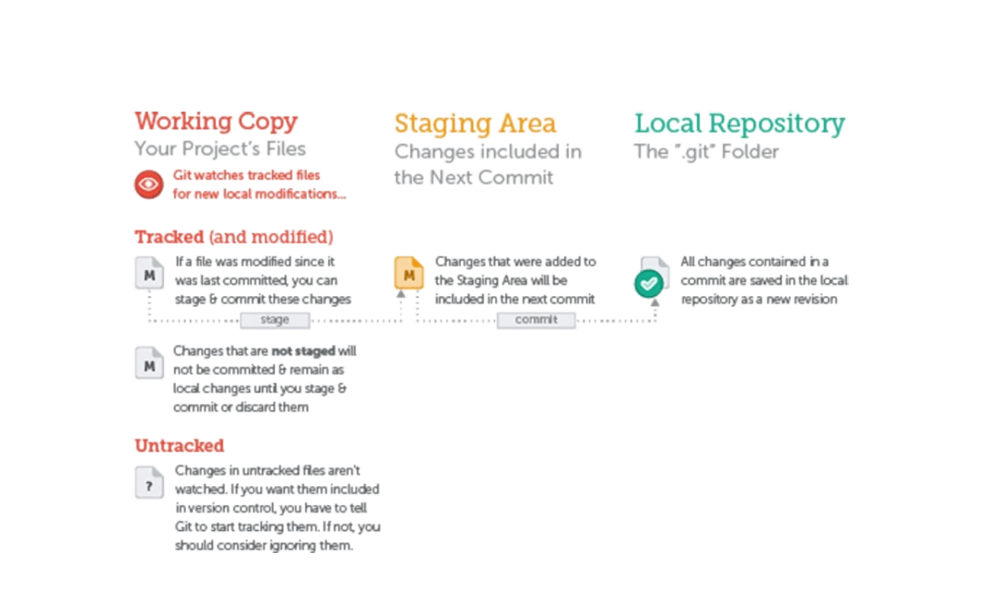 Working Copy
Your Project's Files
Git watches tracked files
for new local modifications...
Tracked (and modified)
M
If a file was modified since it
was last committed, you can
stage & commit these changes
stage
M
Changes that are not staged will
not be committed & remain as
local changes until you stage &
commit or discard them
Untracked
?
Changes in untracked files aren't
watched. If you want them included
in version control, you have to tell
Git to start tracking them. If not, you
should consider ignoring them.
Staging Area
Changes included in
the Next Commit
M
Changes that were added to
the Staging Area will be
included in the next commit
commit
Local Repository
The ".git" Folder
All changes contained in a
commit are saved in the local
repository as a new revision